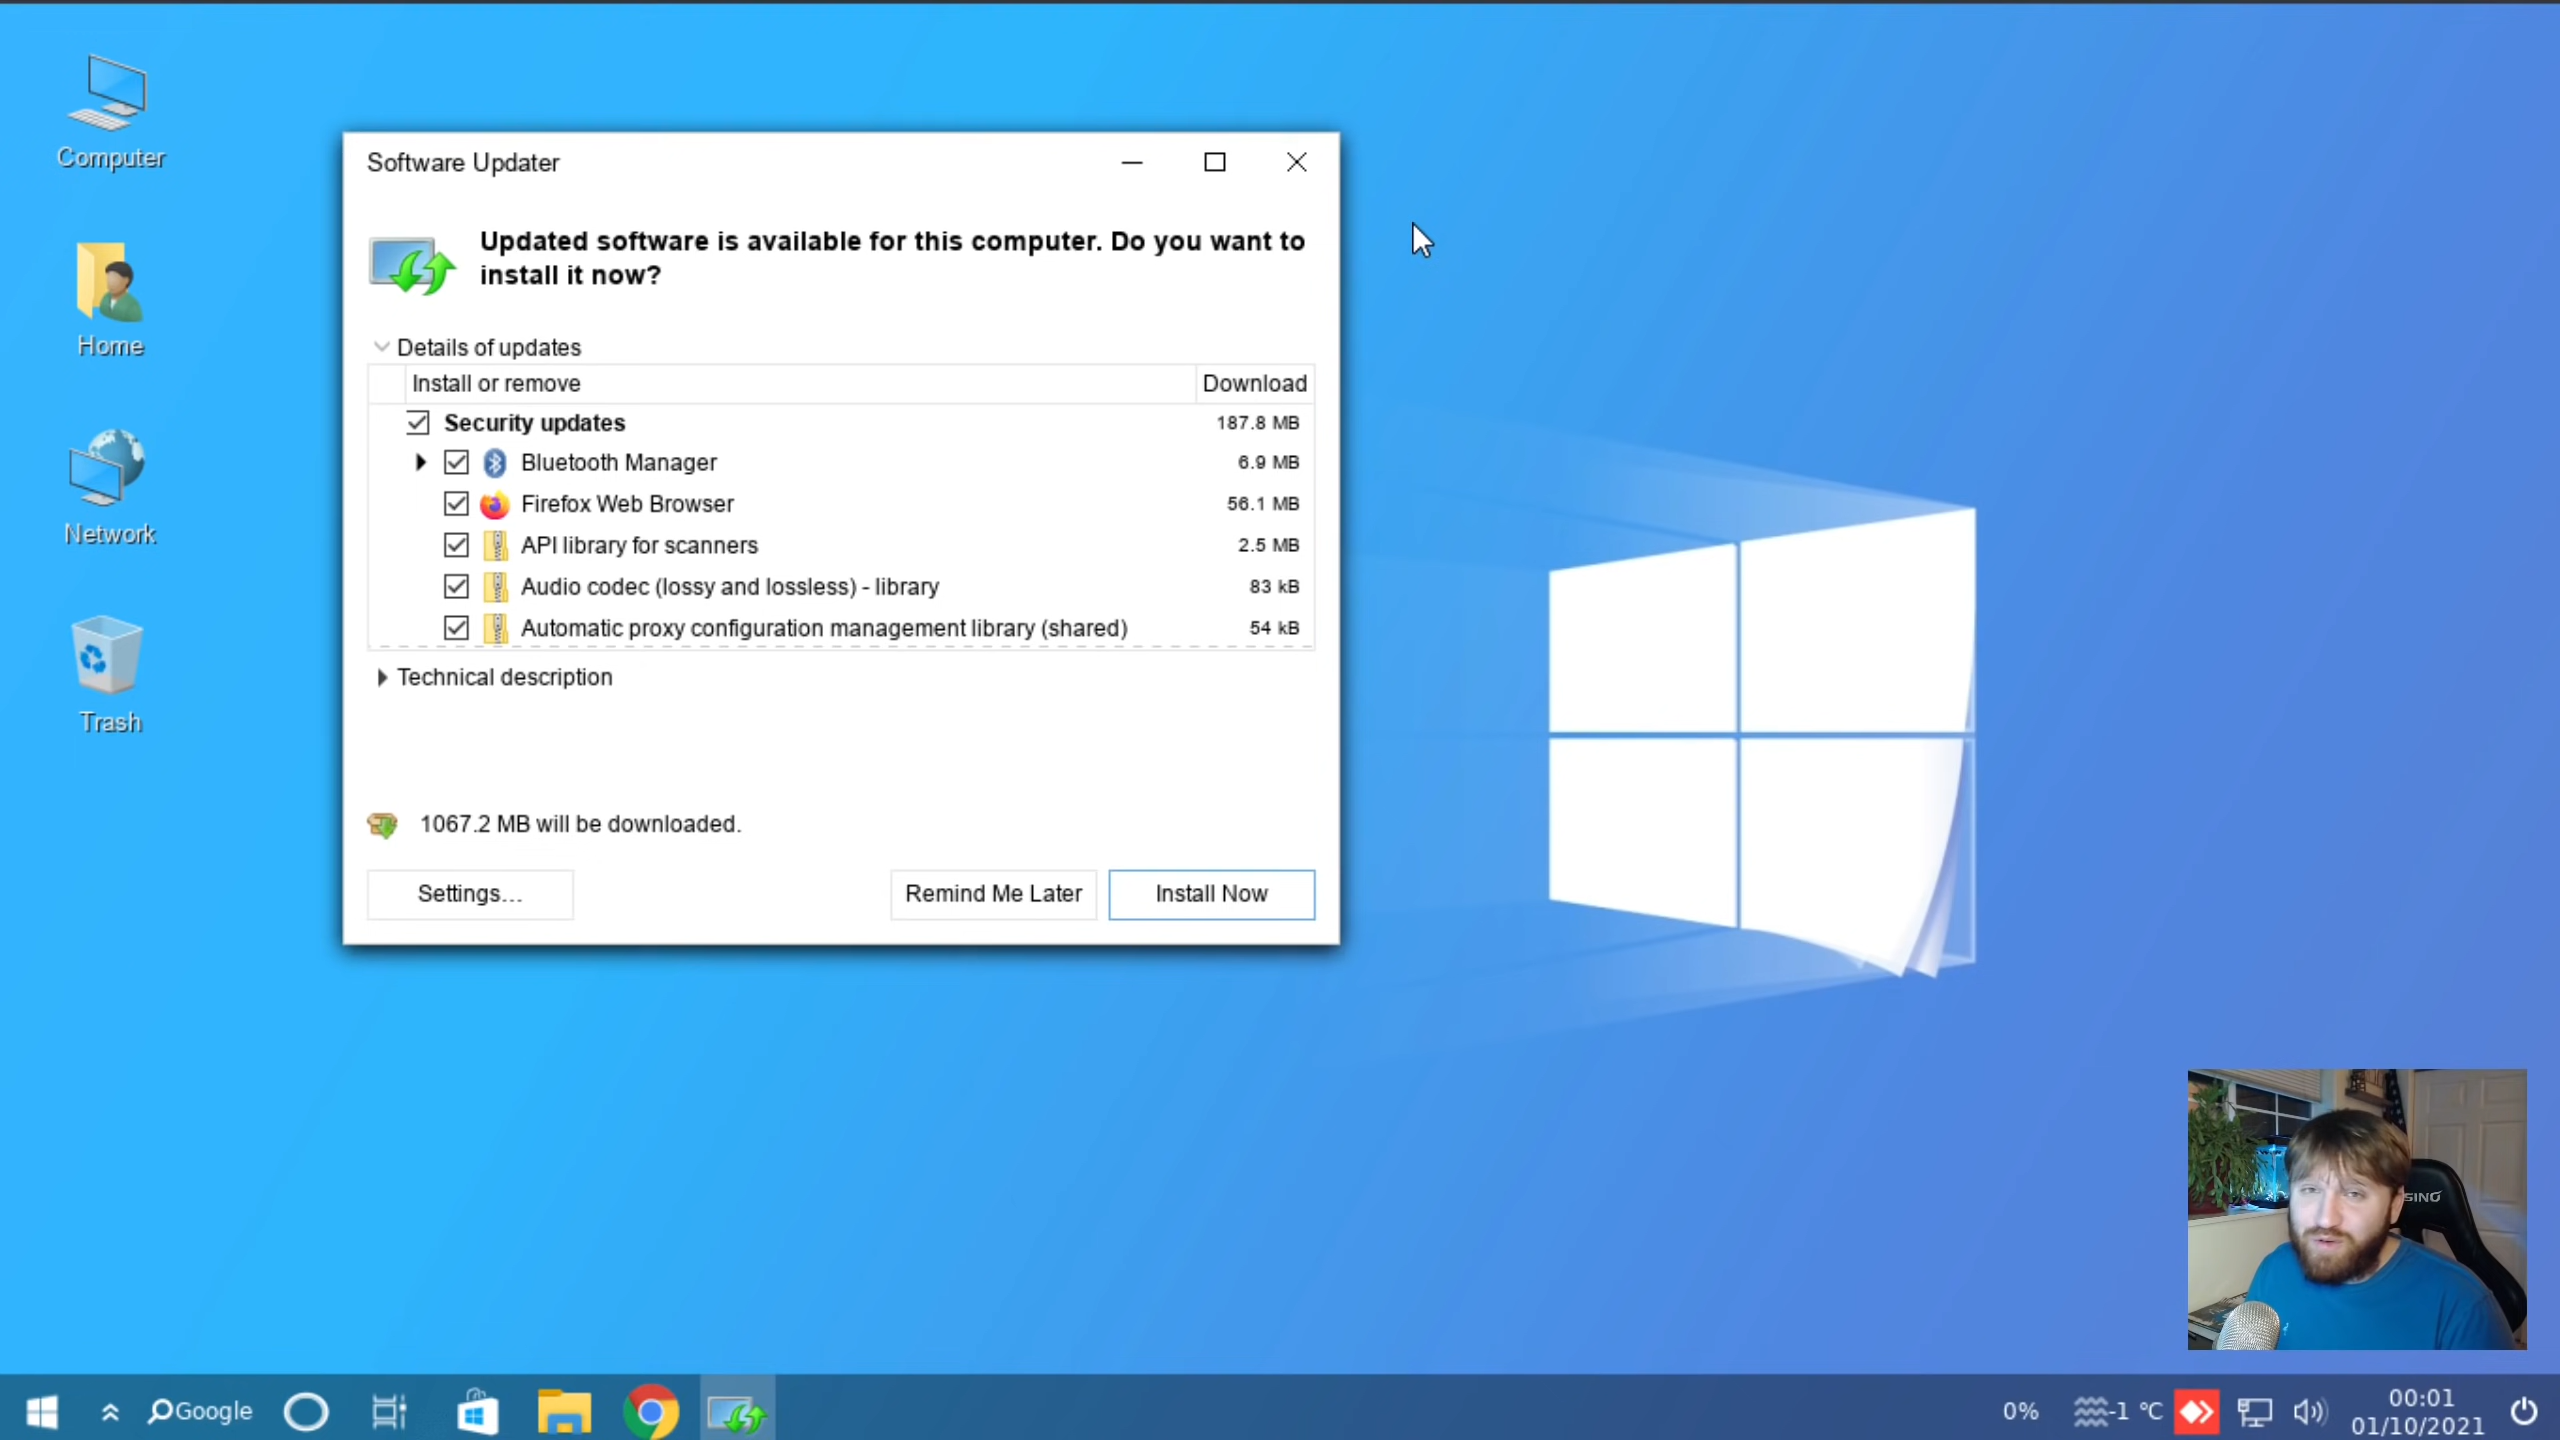 Computer
Home
Network
Trash
Software Updater
Updated software is available for this computer. Do you want to
install it now?
Details of updates
Install or remove Download
Security updates 187.8 MB
Bluetooth Manager 6.9 MB
Firefox Web Browser 56.1 MB
API library for scanners 2.5 MB
Audio codec (lossy and lossless) - library 83 kB
Automatic proxy configuration management library (shared) 54 kB
Technical description
1067.2 MB will be downloaded.
Settings... Remind Me Later Install Now
SINO
Google
0% -1 °C
00:01
01/10/2021